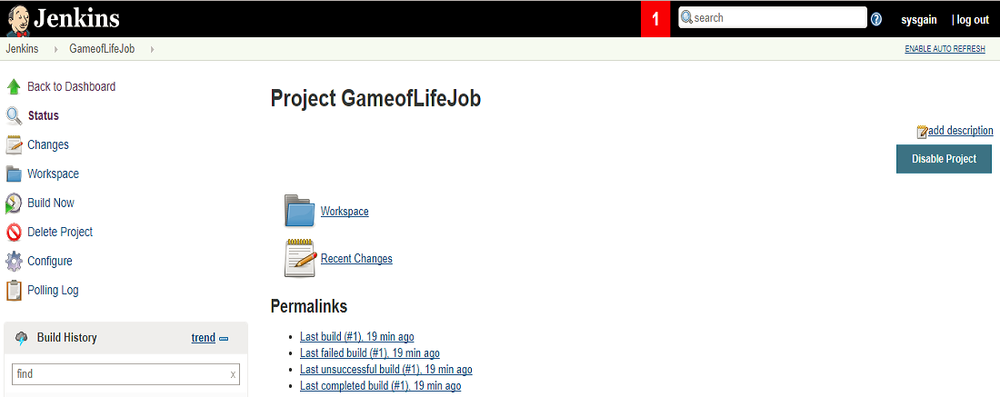 Jenkins 1 search sysgain | log out
Jenkins GameofLifeJob ENABLE AUTO REFRESH
Back to Dashboard
Status
Changes
Workspace
Build Now
Delete Project
Configure
Polling Log
Build History trend
find x
Project GameofLifeJob
add description
Disable Project
Workspace
Recent Changes
Permalinks
Last build (#1), 19 min ago
Last failed build (#1), 19 min ago
Last unsuccessful build (#1), 19 min ago
Last completed build (#1), 19 min ago